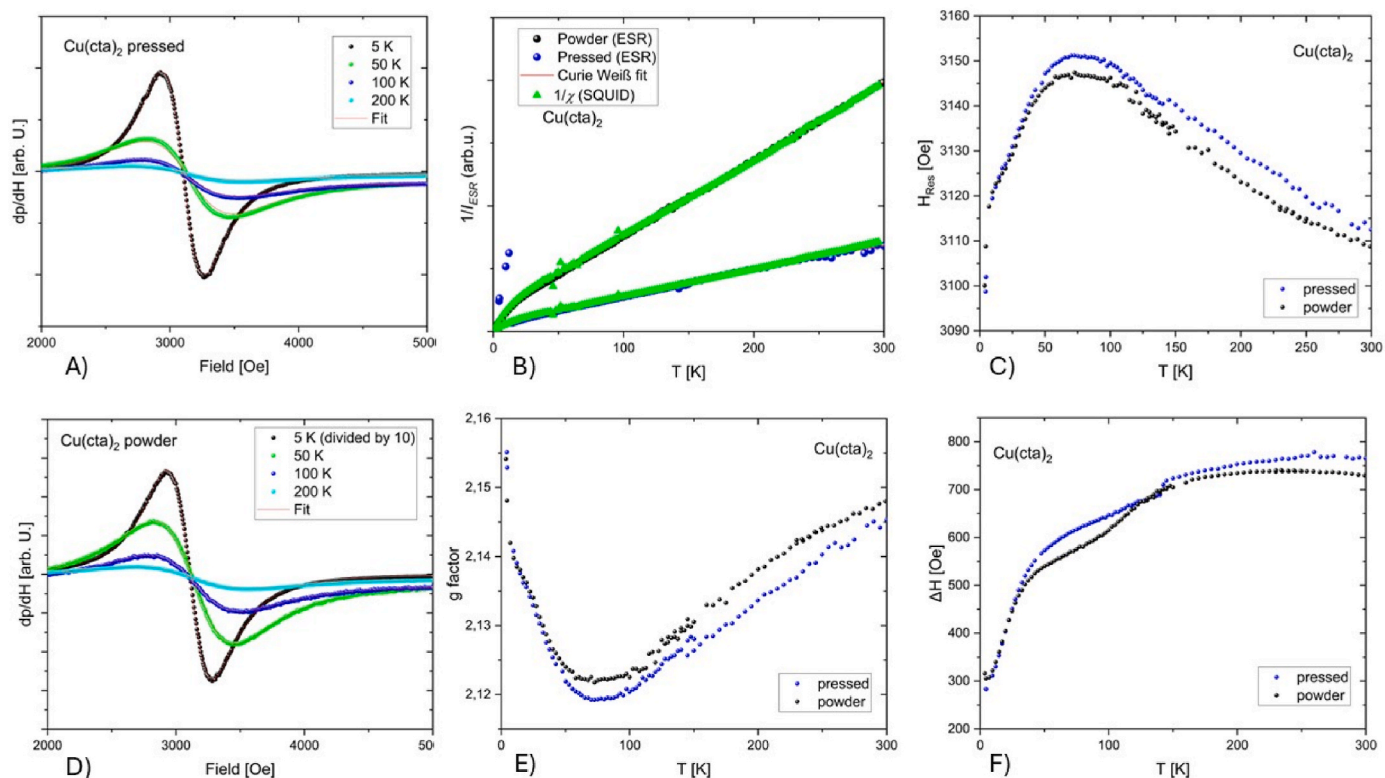 Cu(cta)₂ pressed
5 K
50 K
100 K
200 K
Fit
dp/dH [arb. U.]
2000 3000 4000 500
Field [Oe]
A)
Powder (ESR)
Pressed (ESR)
Curie Weiß fit
1/χ (SQUID)
Cu(cta)₂
1/I_ESR (arb.u.)
0 100 200 300
T [K]
B)
Cu(cta)₂
3160
3150
3140
3130
3120
3110
3100
3090
H_Res [Oe]
pressed
powder
0 50 100 150 200 250 300
T [K]
C)
Cu(cta)₂ powder
5 K (divided by 10)
50 K
100 K
200 K
Fit
dp/dH [arb. U.]
2000 3000 4000 500
Field [Oe]
D)
Cu(cta)₂
2,16
2,15
2,14
2,13
2,12
g factor
pressed
powder
0 100 200 300
T [K]
E)
Cu(cta)₂
800
700
600
500
400
300
200
ΔH [Oe]
pressed
powder
0 100 200 300
T [K]
F)